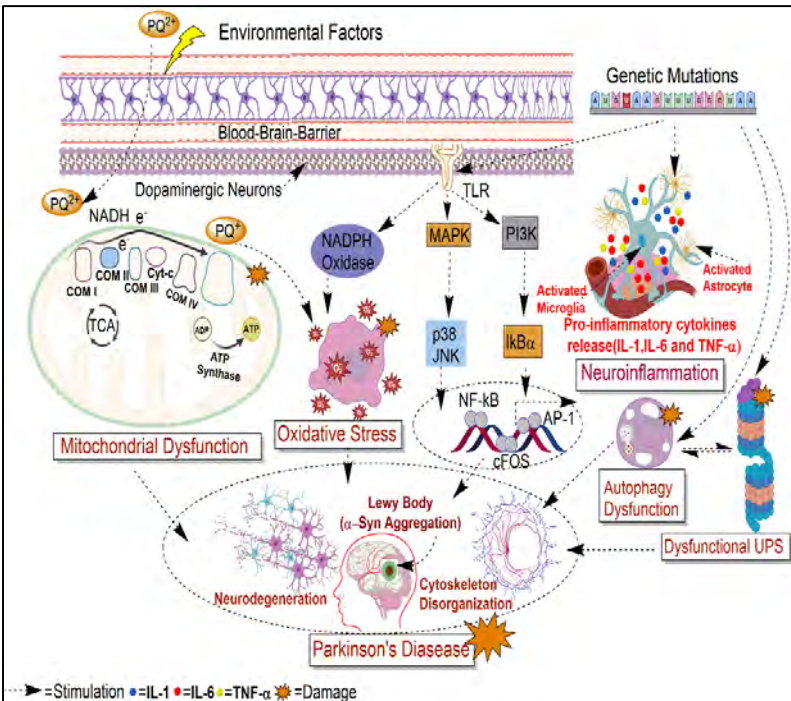 PQ²⁺
Environmental Factors
Genetic Mutations
Blood-Brain-Barrier
Dopaminergic Neurons
TLR
PQ²⁺
NADH e⁻
e⁻
PQ⁺
COM I
COM II
COM III
Cyt-c
COM IV
TCA
ADP
ATP
ATP
Synthase
NADPH
Oxidase
MAPK
PI3K
p38
JNK
IkBα
Activated
Microglia
Activated
Astrocyte
Pro-inflammatory cytokines
release(IL-1,IL-6 and TNF-α)
Neuroinflammation
NF-kB
AP-1
cFOS
Mitochondrial Dysfunction
Oxidative Stress
Autophagy
Dysfunction
Dysfunctional UPS
Lewy Body
(α-Syn Aggregation)
Neurodegeneration
Cytoskeleton
Disorganization
Parkinson's Diasease
=Stimulation =IL-1 =IL-6 =TNF-α =Damage